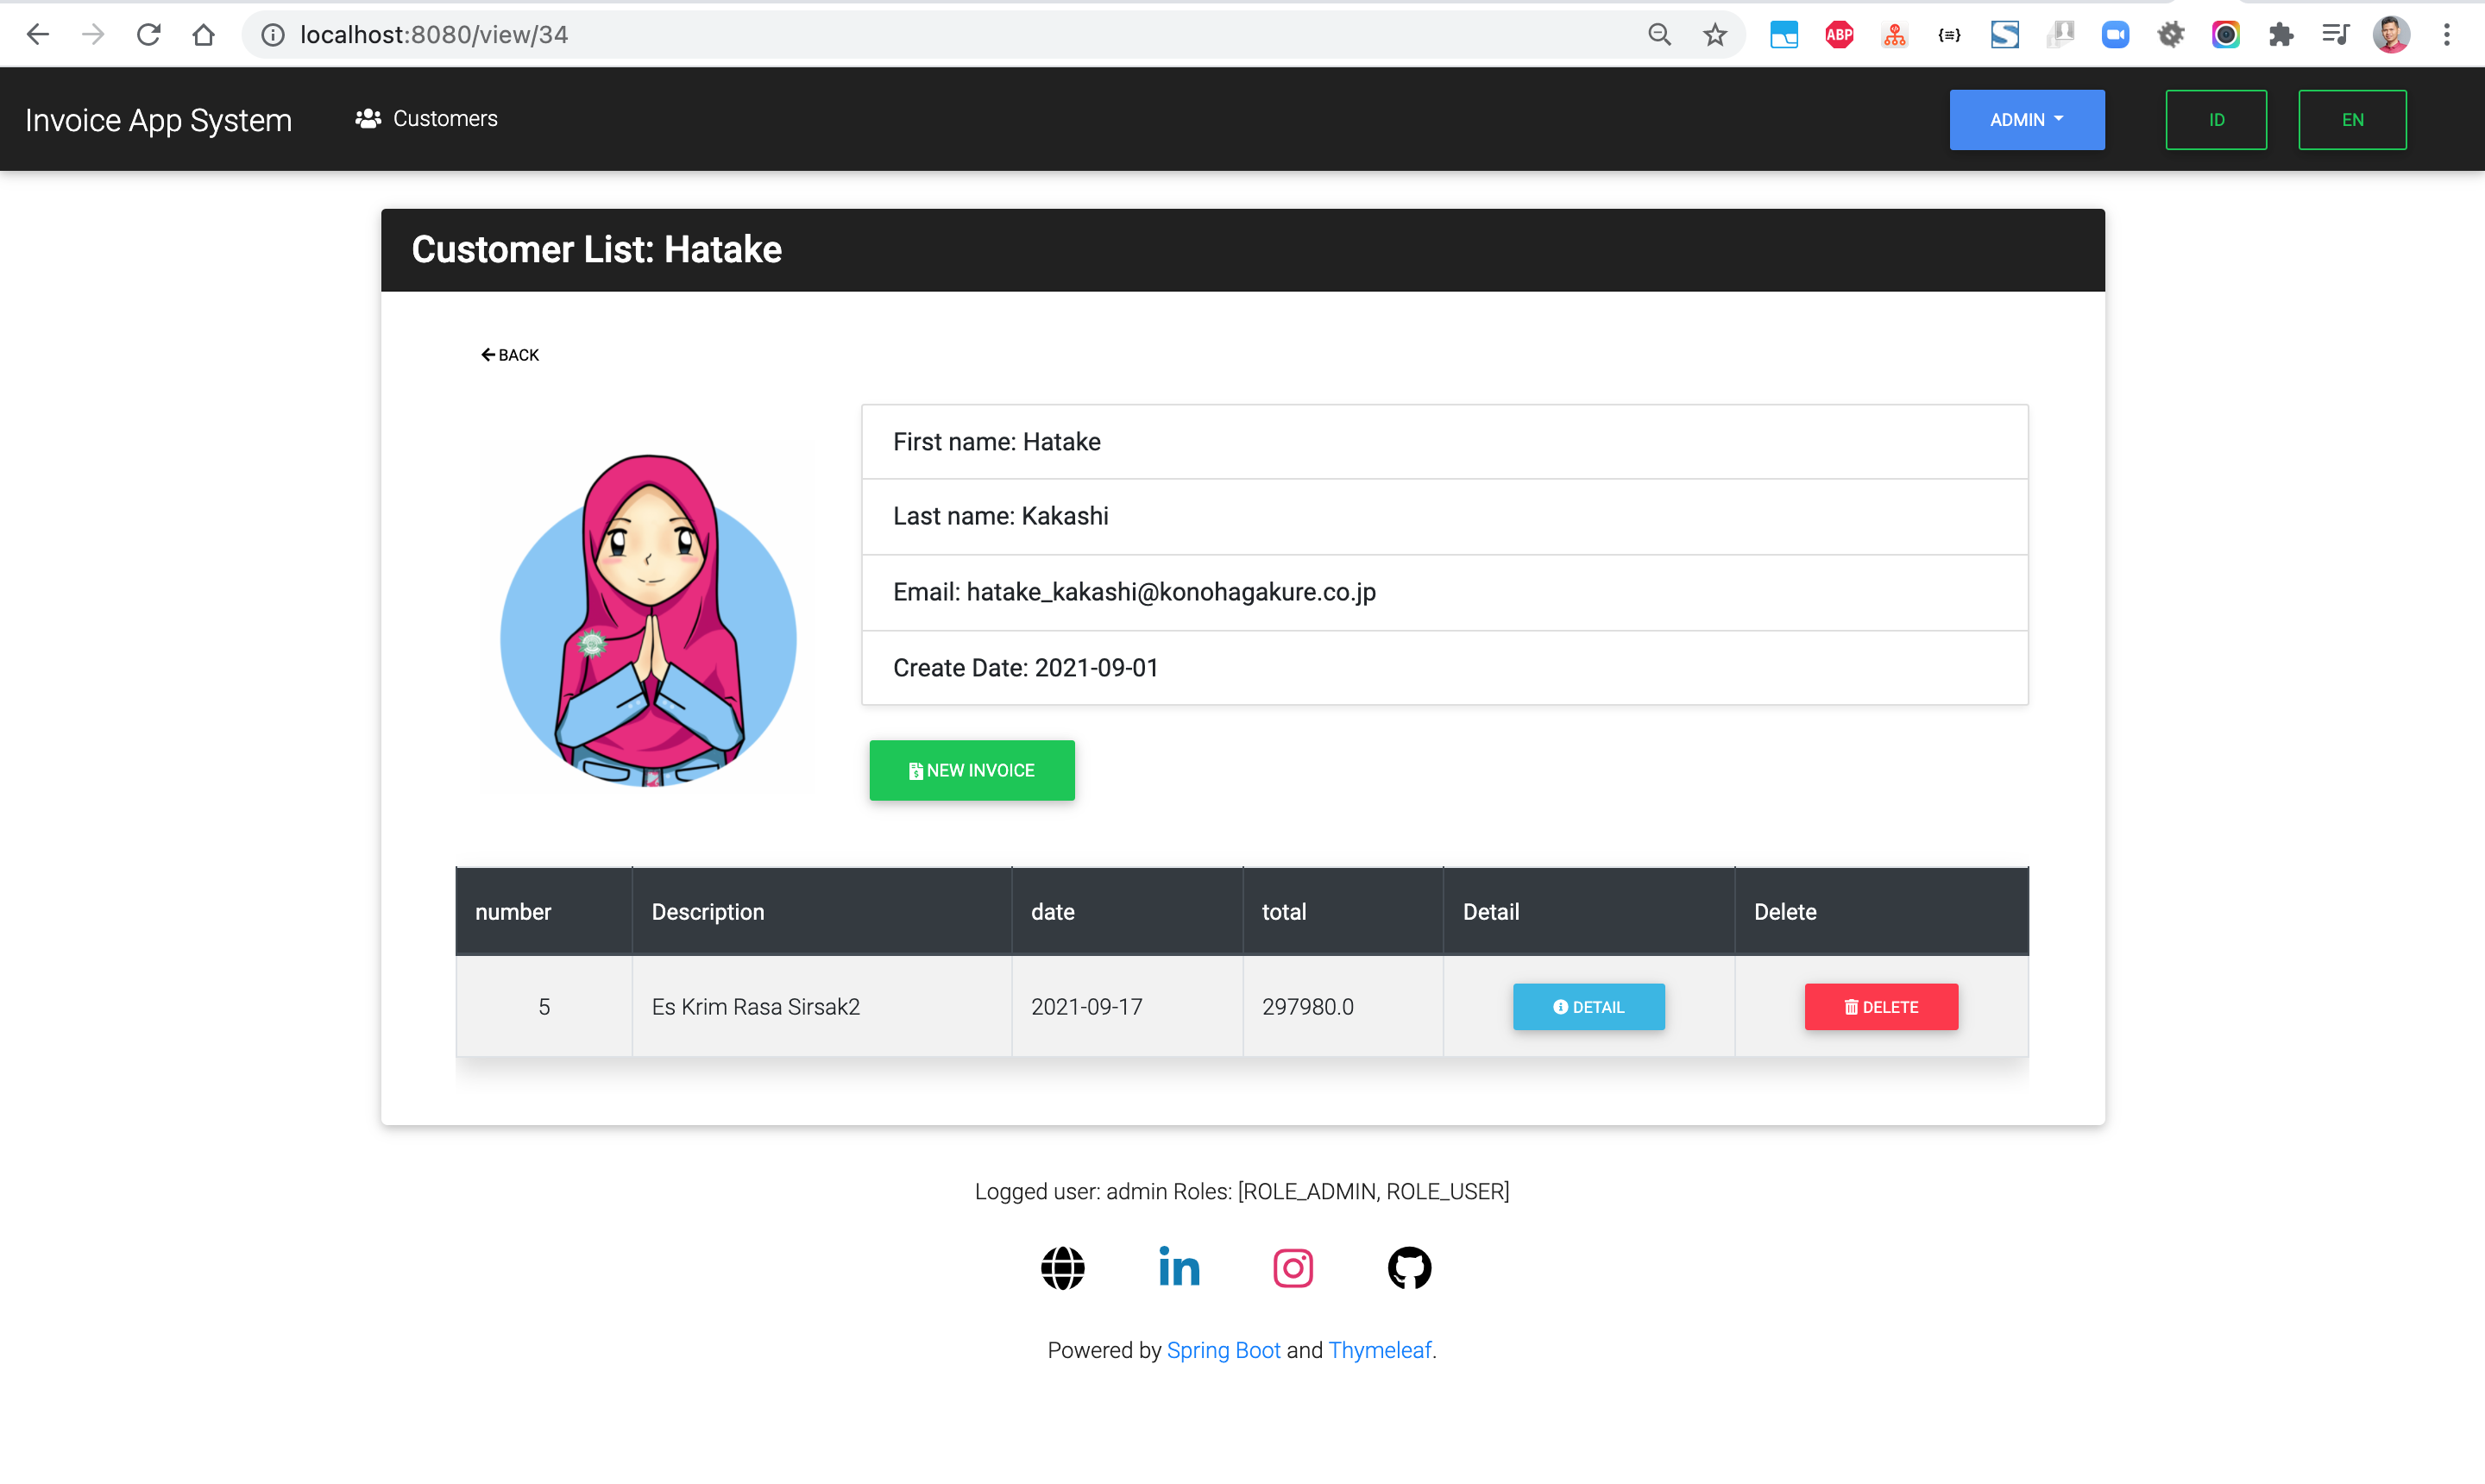 localhost:8080/view/34
ABP
Invoice App System
Customers
ADMIN
ID
EN
Customer List: Hatake
BACK
First name: Hatake
Last name: Kakashi
Email: hatake_kakashi@konohagakure.co.jp
Create Date: 2021-09-01
NEW INVOICE
number Description date total Detail Delete
5 Es Krim Rasa Sirsak2 2021-09-17 297980.0 DETAIL DELETE
Logged user: admin Roles: [ROLE_ADMIN, ROLE_USER]
in
Powered by Spring Boot and Thymeleaf.